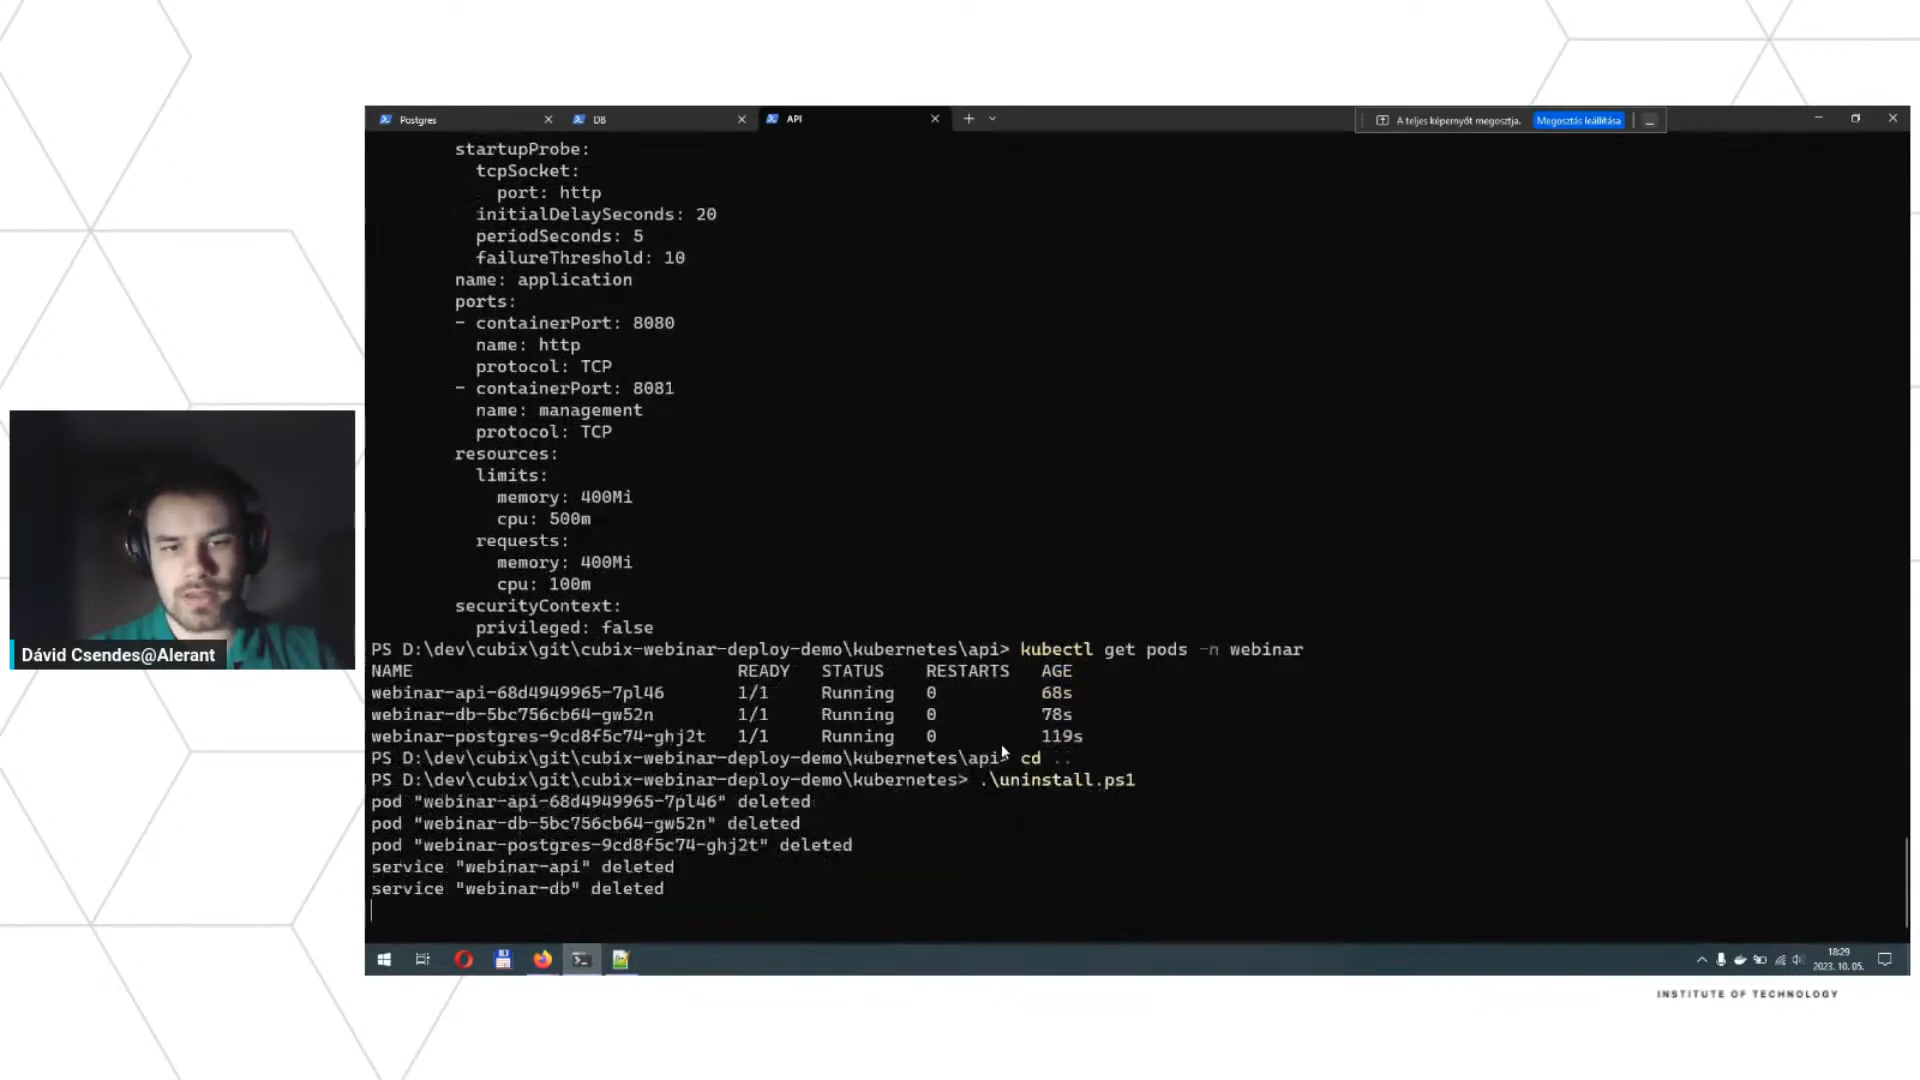 Postgres
DB
API
A teljes képernyőt megosztja.
Megosztás leállítása
startupProbe:
tcpSocket:
port: http
initialDelaySeconds: 20
periodSeconds: 5
failureThreshold: 10
name: application
ports:
- containerPort: 8080
name: http
protocol: TCP
- containerPort: 8081
name: management
protocol: TCP
resources:
limits:
memory: 400Mi
cpu: 500m
requests:
memory: 400Mi
cpu: 100m
securityContext:
privileged: false
PS D:\dev\cubix\git\cubix-webinar-deploy-demo\kubernetes\api> kubectl get pods -n webinar
NAME READY STATUS RESTARTS AGE
webinar-api-68d4949965-7pl46 1/1 Running 0 68s
webinar-db-5bc756cb64-gw52n 1/1 Running 0 78s
webinar-postgres-9cd8f5c74-ghj2t 1/1 Running 0 119s
PS D:\dev\cubix\git\cubix-webinar-deploy-demo\kubernetes\api> cd ..
PS D:\dev\cubix\git\cubix-webinar-deploy-demo\kubernetes> .\uninstall.ps1
pod "webinar-api-68d4949965-7pl46" deleted
pod "webinar-db-5bc756cb64-gw52n" deleted
pod "webinar-postgres-9cd8f5c74-ghj2t" deleted
service "webinar-api" deleted
service "webinar-db" deleted
Dávid Csendes@Alerant
18:29
2023. 10. 05.
INSTITUTE OF TECHNOLOGY